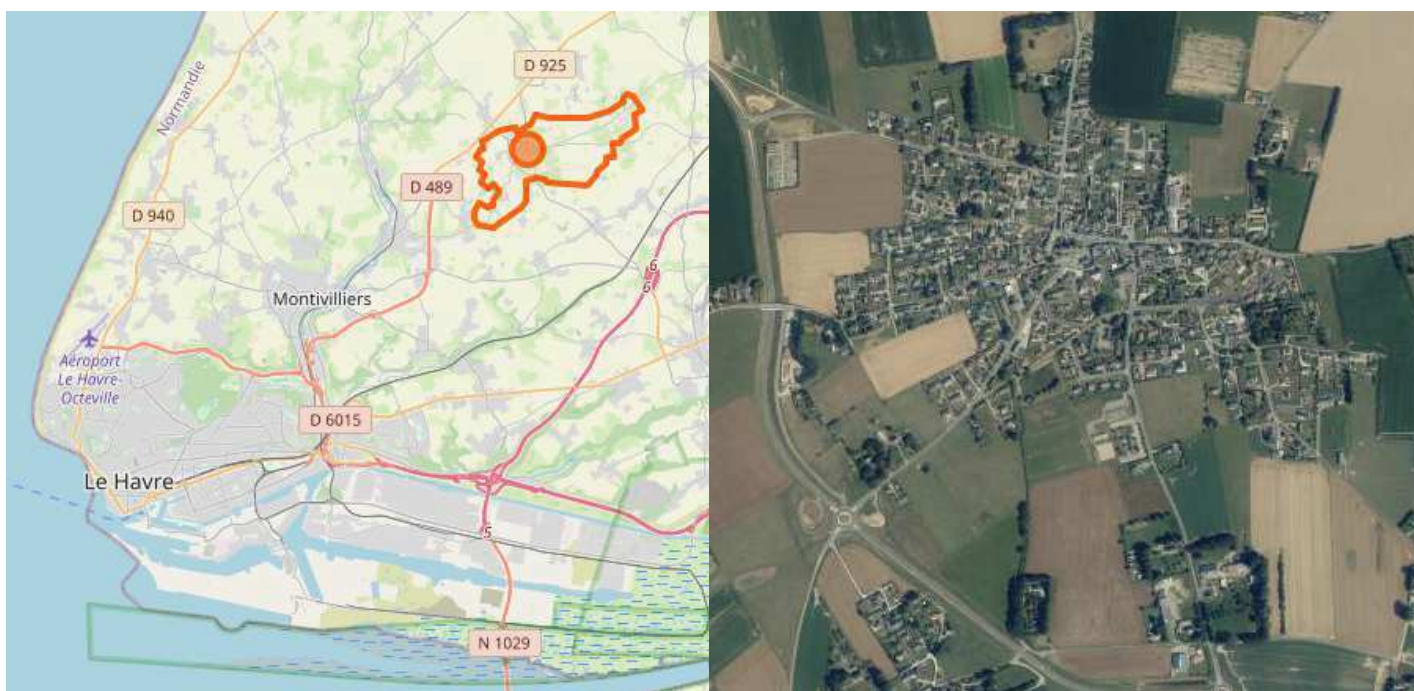 D 925
Normandie
D 489
D 940
6
6
Montivilliers
Aéroport
Le Havre-
Octeville
D 6015
Le Havre
5
N 1029